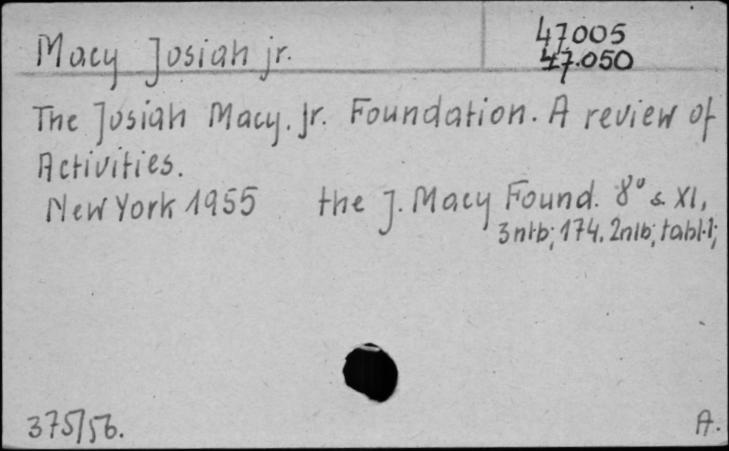 Macy Josiah jr.
47005
47.050
The Josiah Macy. jr. Foundation. A review of
Activities.
New York 1955 the J. Macy Found. 8° s. XI,
3 nlb; 174. 2nlb; tabl. 1;
375/56.
A.